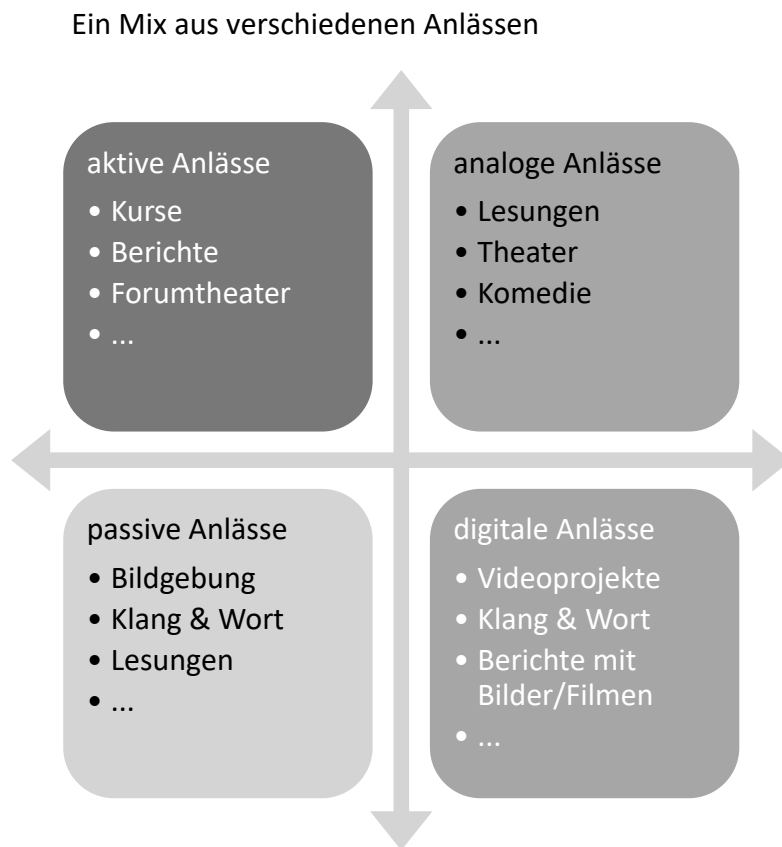 Ein Mix aus verschiedenen Anlässen
aktive Anlässe
• Kurse
• Berichte
• Forumtheater
• ...
analoge Anlässe
• Lesungen
• Theater
• Komedie
• ...
passive Anlässe
• Bildgebung
• Klang & Wort
• Lesungen
• ...
digitale Anlässe
• Videoprojekte
• Klang & Wort
• Berichte mit
Bilder/Filmen
• ...